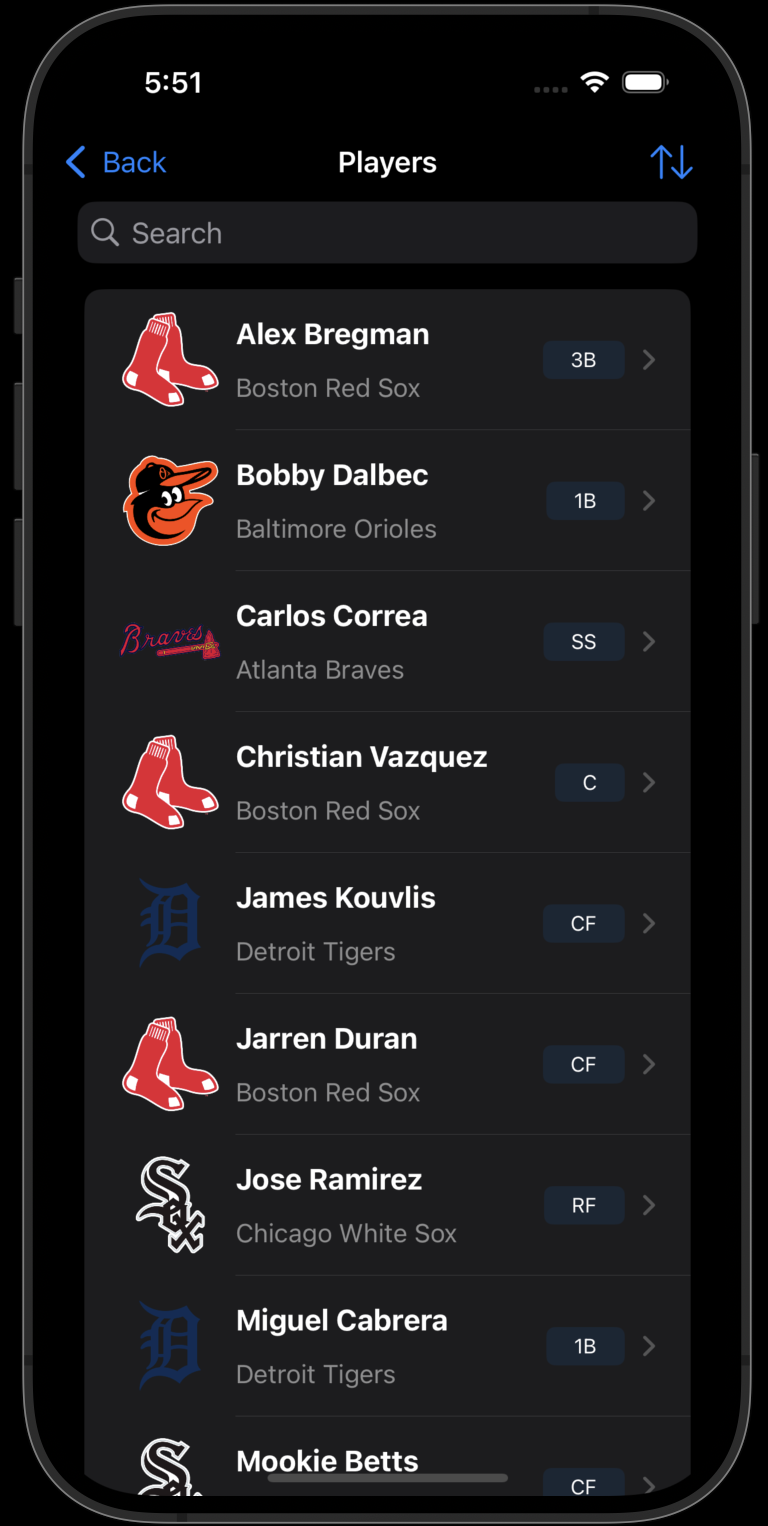 5:51
Back
Players
Search
Alex Bregman
Boston Red Sox
3B
Bobby Dalbec
Baltimore Orioles
1B
Braves
Carlos Correa
Atlanta Braves
SS
Christian Vazquez
Boston Red Sox
C
D
James Kouvlis
Detroit Tigers
CF
Jarren Duran
Boston Red Sox
CF
Sox
Jose Ramirez
Chicago White Sox
RF
D
Miguel Cabrera
Detroit Tigers
1B
Mookie Betts
CF